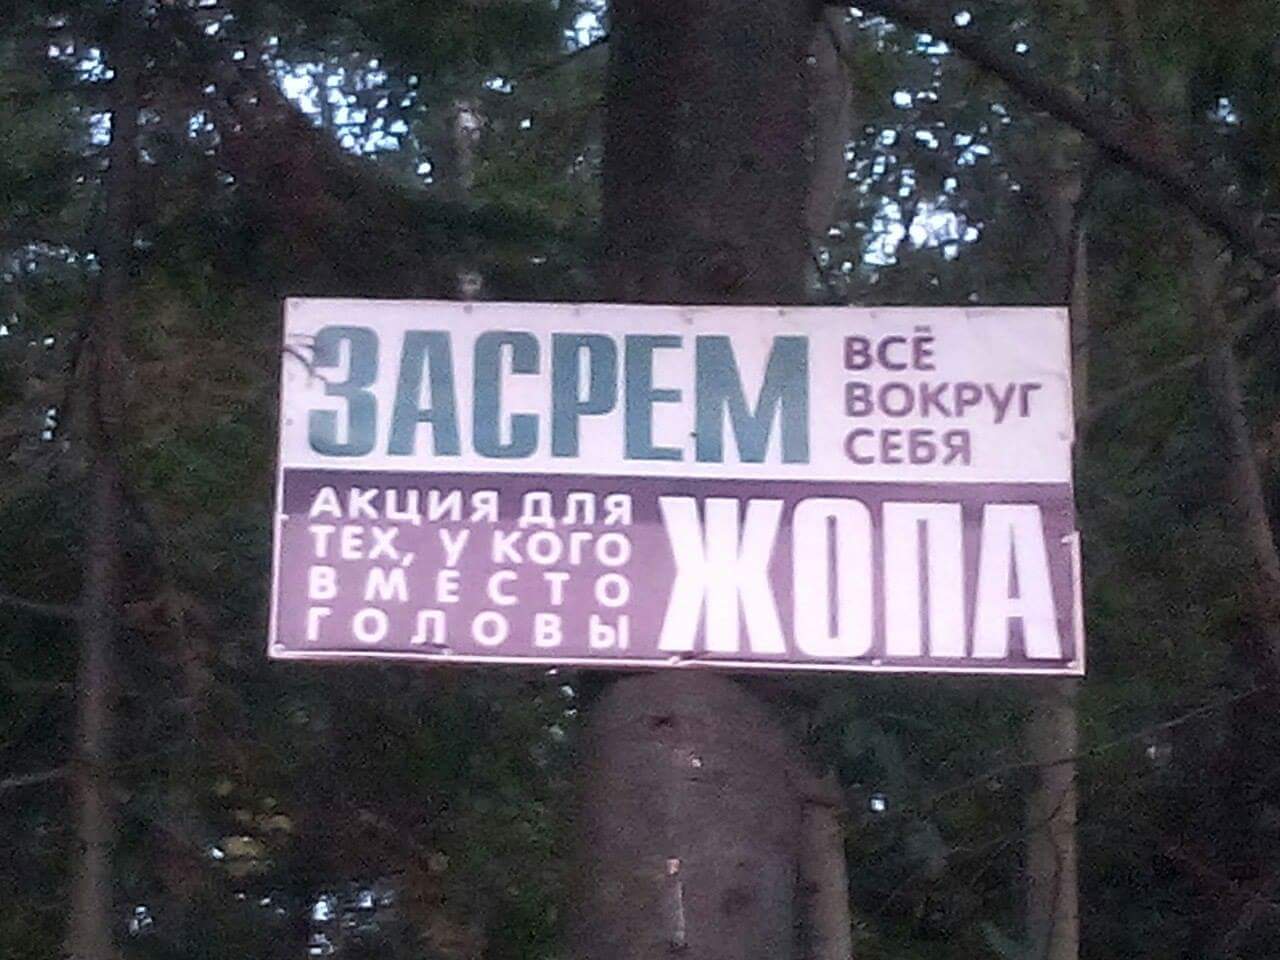 ЗАСРЕМ
ВСЁ
ВОКРУГ
СЕБЯ
АКЦИЯ ДЛЯ
ТЕХ, У КОГО
ВМЕСТО
ГОЛОВЫ
ЖОПА